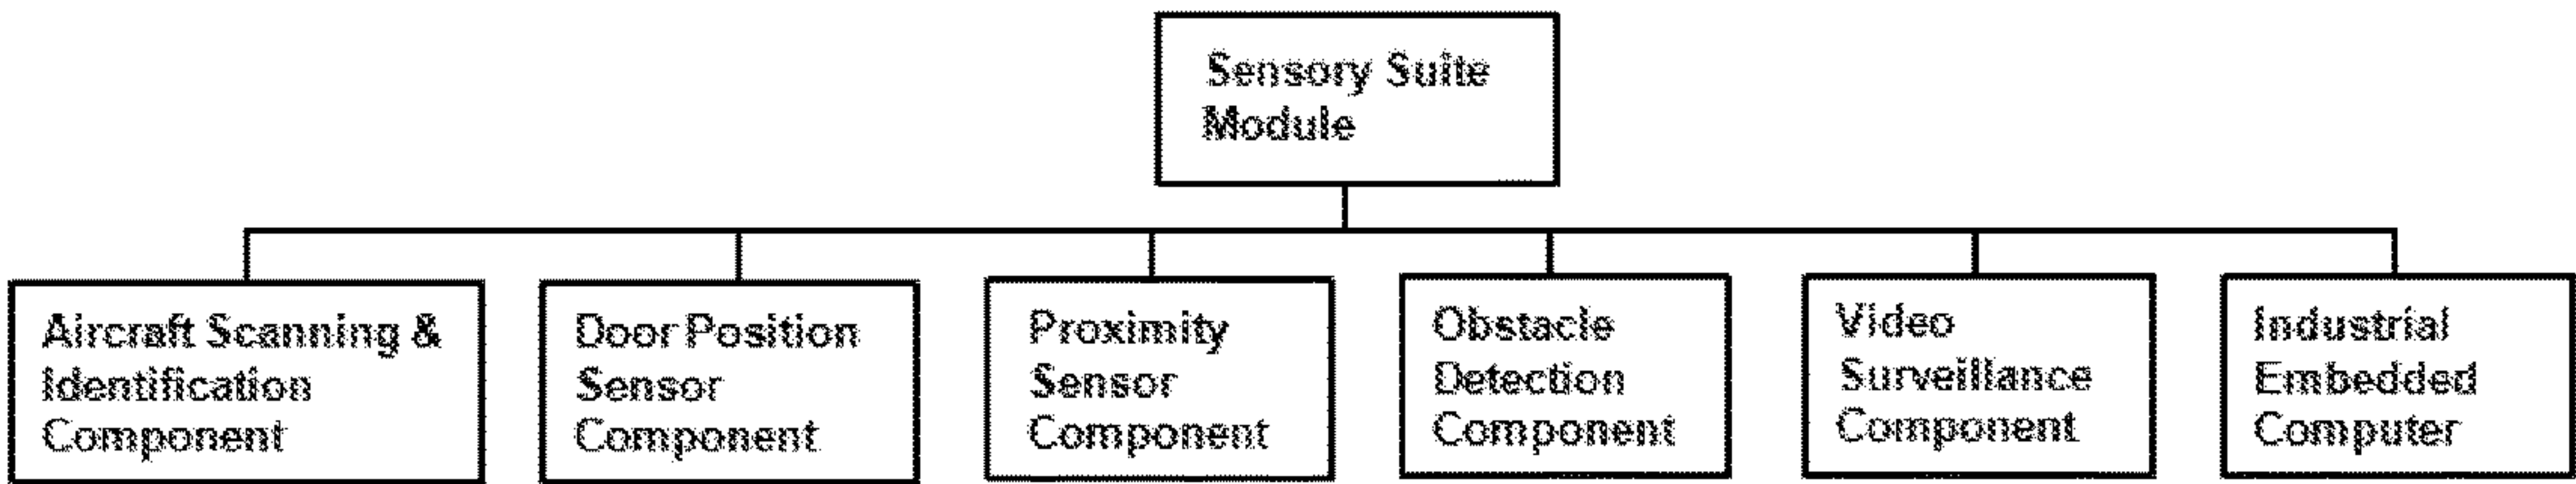 Sensory Suite
Module
Aircraft Scanning &
Identification
Component
Door Position
Sensor
Component
Proximity
Sensor
Component
Obstacle
Detection
Component
Video
Surveillance
Component
Industrial
Embedded
Computer